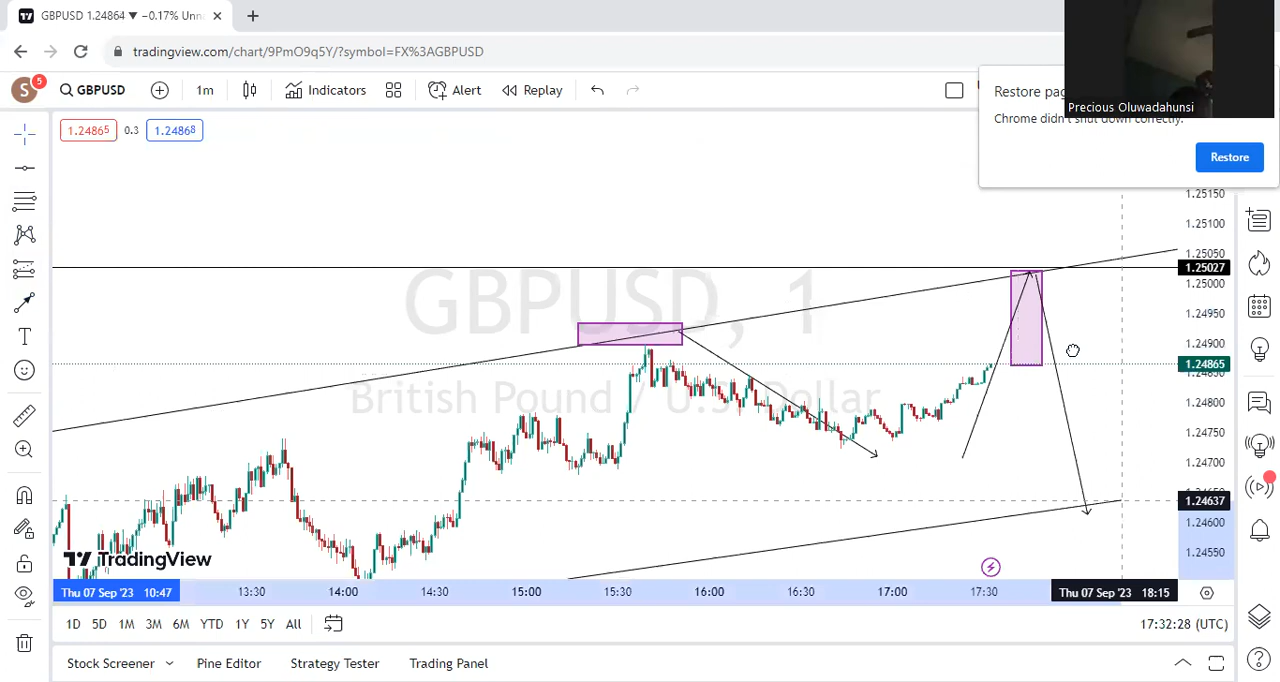 GBPUSD 1.24864 ▼ −0.17% Unna
tradingview.com/chart/9PmO9q5Y/?symbol=FX%3AGBPUSD
S
5
GBPUSD
1m
Indicators
Alert
Replay
Restore pag
Chrome didn't shut down correctly.
Restore
Precious Oluwadahunsi
1.24865
0.3
1.24868
GBPUSD, 1
British Pound / U.S. Dollar
TradingView
1.25150
1.25100
1.25050
1.25027
1.25000
1.24950
1.24900
1.24865
1.24800
1.24750
1.24700
1.24637
1.24600
1.24550
Thu 07 Sep '23 10:47
13:30
14:00
14:30
15:00
15:30
16:00
16:30
17:00
17:30
Thu 07 Sep '23 18:15
1D 5D 1M 3M 6M YTD 1Y 5Y All
17:32:28 (UTC)
Stock Screener
Pine Editor
Strategy Tester
Trading Panel